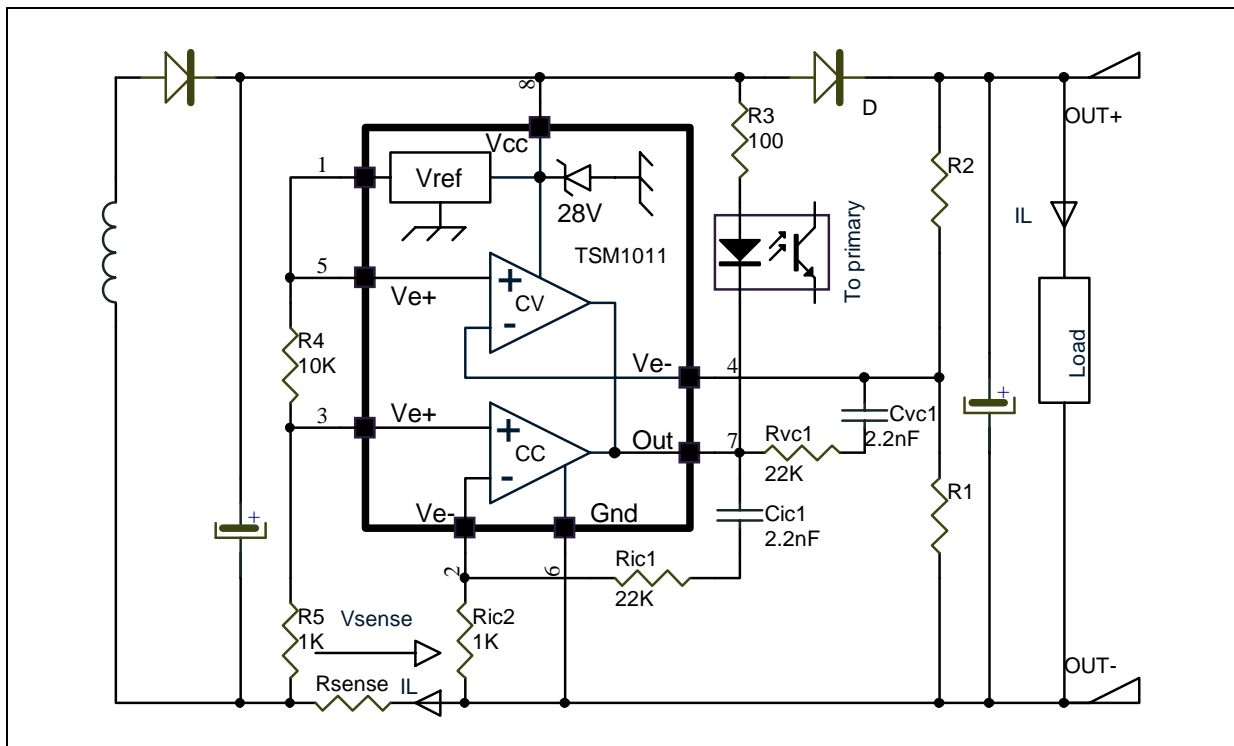 8
D
OUT+
R3
100
Vcc
1
Vref
28V
R2
IL
TSM1011
To primary
5
Ve+
+
CV
-
R4
10K
Ve-
4
Load
3
Ve+
+
CC
-
Out
7
Rvc1
22K
Cvc1
2.2nF
+
R1
+
Ve-
Gnd
Cic1
2.2nF
2
6
Ric1
22K
R5
1K
Vsense
Ric2
1K
Rsense
IL
OUT-